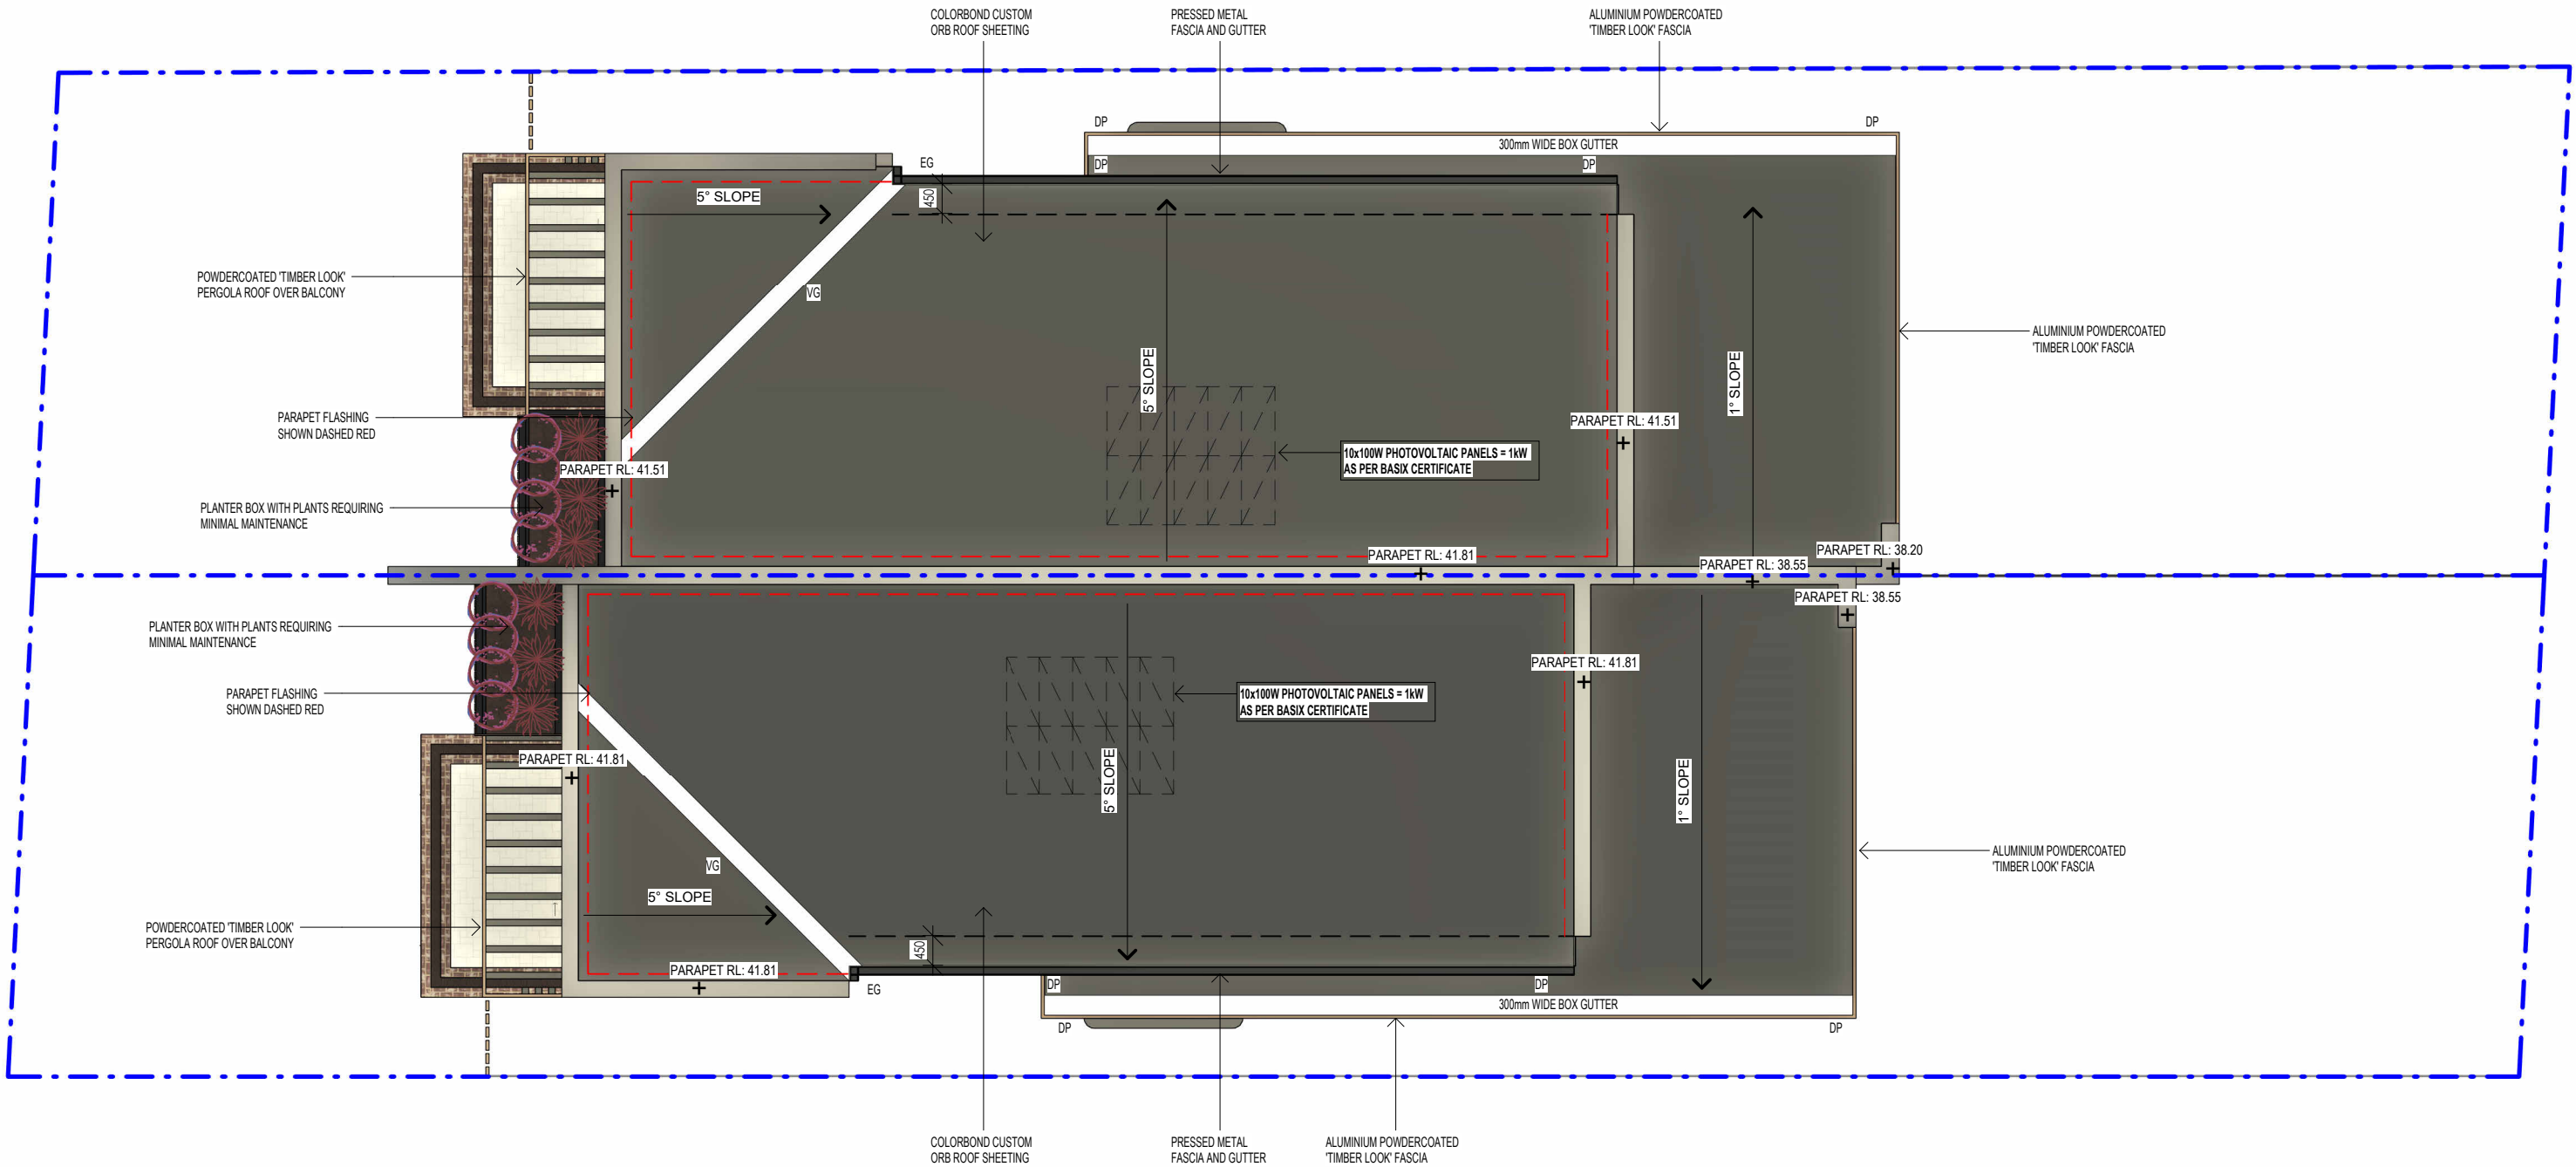 COLORBOND CUSTOM
ORB ROOF SHEETING
PRESSED METAL
FASCIA AND GUTTER
ALUMINIUM POWDERCOATED
'TIMBER LOOK' FASCIA
DP
DP
300mm WIDE BOX GUTTER
EG
DP
DP
5° SLOPE
450
POWDERCOATED 'TIMBER LOOK'
PERGOLA ROOF OVER BALCONY
VG
ALUMINIUM POWDERCOATED
'TIMBER LOOK' FASCIA
5° SLOPE
1° SLOPE
PARAPET FLASHING
SHOWN DASHED RED
PARAPET RL: 41.51
10x100W PHOTOVOLTAIC PANELS = 1kW
AS PER BASIX CERTIFICATE
PARAPET RL: 41.51
PLANTER BOX WITH PLANTS REQUIRING
MINIMAL MAINTENANCE
PARAPET RL: 41.81
PARAPET RL: 38.20
PARAPET RL: 38.55
PARAPET RL: 38.55
PLANTER BOX WITH PLANTS REQUIRING
MINIMAL MAINTENANCE
PARAPET RL: 41.81
PARAPET FLASHING
SHOWN DASHED RED
10x100W PHOTOVOLTAIC PANELS = 1kW
AS PER BASIX CERTIFICATE
PARAPET RL: 41.81
5° SLOPE
1° SLOPE
VG
ALUMINIUM POWDERCOATED
'TIMBER LOOK' FASCIA
5° SLOPE
POWDERCOATED 'TIMBER LOOK'
PERGOLA ROOF OVER BALCONY
450
PARAPET RL: 41.81
EG
DP
DP
300mm WIDE BOX GUTTER
DP
DP
COLORBOND CUSTOM
ORB ROOF SHEETING
PRESSED METAL
FASCIA AND GUTTER
ALUMINIUM POWDERCOATED
'TIMBER LOOK' FASCIA